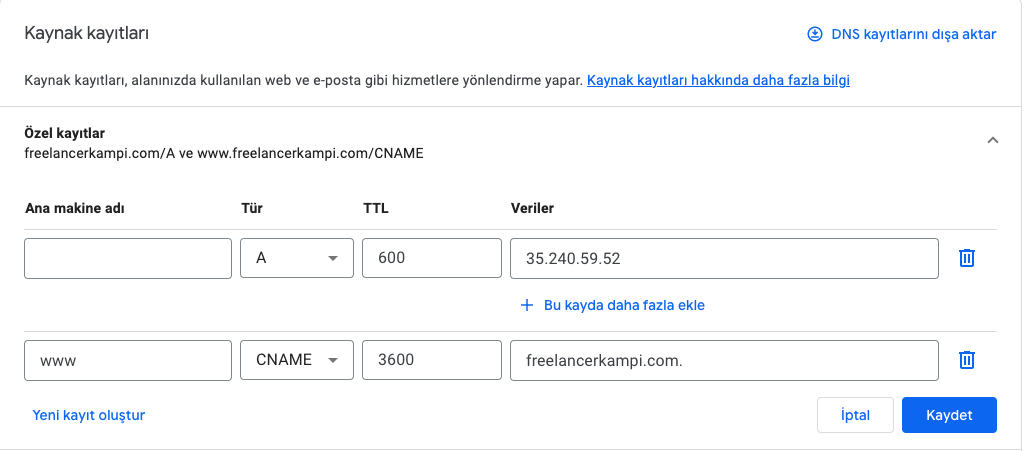 Kaynak kayıtları
DNS kayıtlarını dışa aktar
Kaynak kayıtları, alanınızda kullanılan web ve e-posta gibi hizmetlere yönlendirme yapar. Kaynak kayıtları hakkında daha fazla bilgi
Özel kayıtlar
freelancerkampi.com/A ve www.freelancerkampi.com/CNAME
Ana makine adı Tür TTL Veriler
A 600 35.240.59.52
Bu kayda daha fazla ekle
www CNAME 3600 freelancerkampi.com.
Yeni kayıt oluştur İptal Kaydet